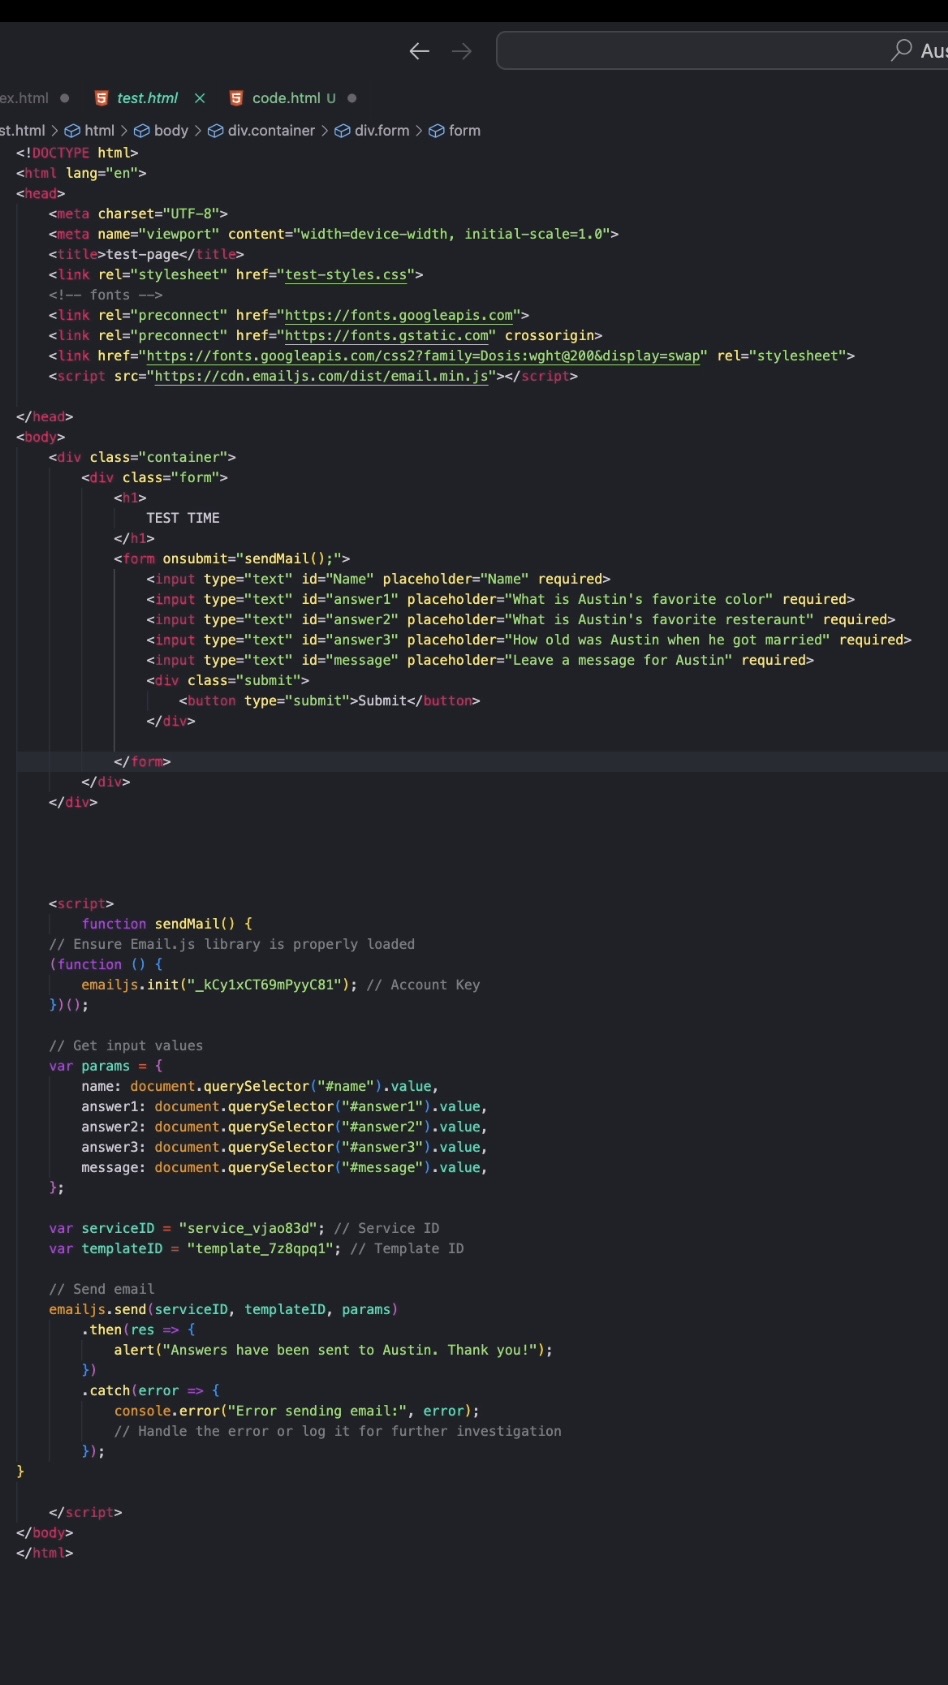 Aus
ex.html test.html code.html U
st.html > html > body > div.container > div.form > form
<!DOCTYPE html>
<html lang="en">
<head>
<meta charset="UTF-8">
<meta name="viewport" content="width=device-width, initial-scale=1.0">
<title>test-page</title>
<link rel="stylesheet" href="test-styles.css">
<!-- fonts -->
<link rel="preconnect" href="https://fonts.googleapis.com">
<link rel="preconnect" href="https://fonts.gstatic.com" crossorigin>
<link href="https://fonts.googleapis.com/css2?family=Dosis:wght@200&display=swap" rel="stylesheet">
<script src="https://cdn.emailjs.com/dist/email.min.js"></script>
</head>
<body>
<div class="container">
<div class="form">
<h1>
TEST TIME
</h1>
<form onsubmit="sendMail();">
<input type="text" id="Name" placeholder="Name" required>
<input type="text" id="answer1" placeholder="What is Austin's favorite color" required>
<input type="text" id="answer2" placeholder="What is Austin's favorite resteraunt" required>
<input type="text" id="answer3" placeholder="How old was Austin when he got married" required>
<input type="text" id="message" placeholder="Leave a message for Austin" required>
<div class="submit">
<button type="submit">Submit</button>
</div>
</form>
</div>
</div>
<script>
function sendMail() {
// Ensure Email.js library is properly loaded
(function () {
emailjs.init("_kCy1xCT69mPyyC81"); // Account Key
})();
// Get input values
var params = {
name: document.querySelector("#name").value,
answer1: document.querySelector("#answer1").value,
answer2: document.querySelector("#answer2").value,
answer3: document.querySelector("#answer3").value,
message: document.querySelector("#message").value,
};
var serviceID = "service_vjao83d"; // Service ID
var templateID = "template_7z8qpq1"; // Template ID
// Send email
emailjs.send(serviceID, templateID, params)
.then(res => {
alert("Answers have been sent to Austin. Thank you!");
})
.catch(error => {
console.error("Error sending email:", error);
// Handle the error or log it for further investigation
});
}
</script>
</body>
</html>